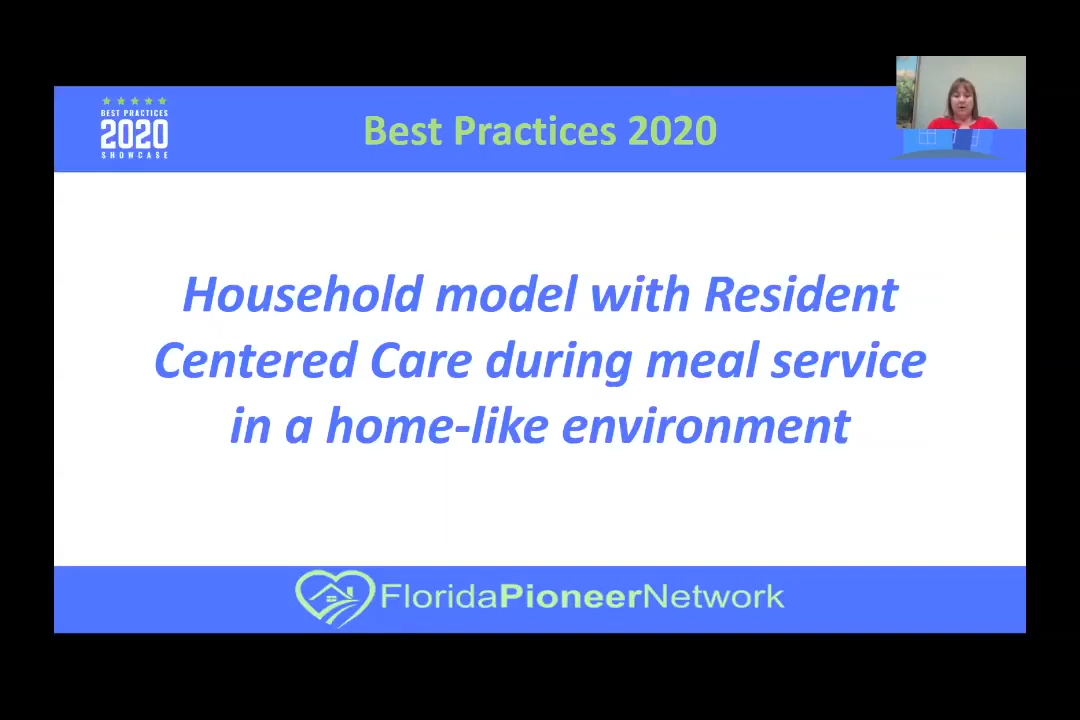 BEST PRACTICES
2020
SHOWCASE
Best Practices 2020
Household model with Resident
Centered Care during meal service
in a home-like environment
FloridaPioneerNetwork